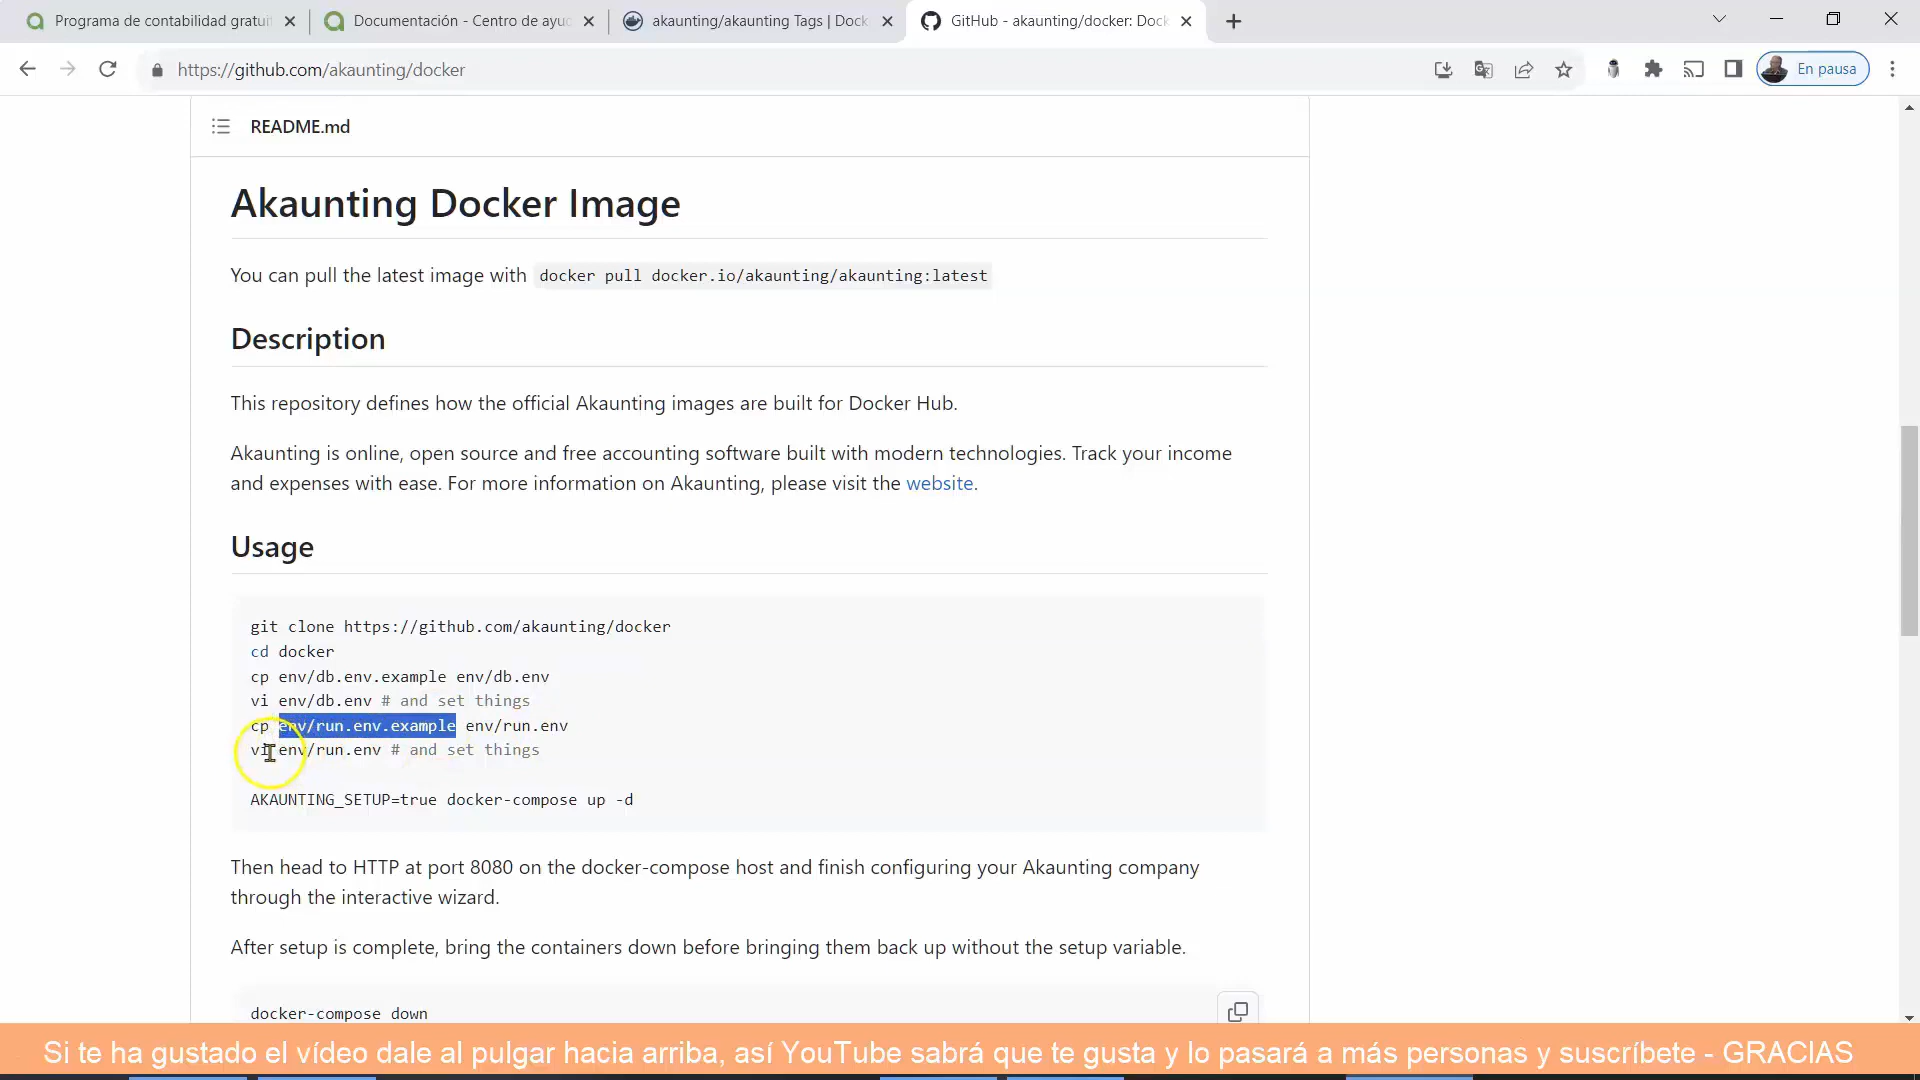 Programa de contabilidad gratuit
Documentación - Centro de ayuc
akaunting/akaunting Tags | Dock
GitHub - akaunting/docker: Dock
https://github.com/akaunting/docker
En pausa
README.md
Akaunting Docker Image
You can pull the latest image with docker pull docker.io/akaunting/akaunting:latest
Description
This repository defines how the official Akaunting images are built for Docker Hub.
Akaunting is online, open source and free accounting software built with modern technologies. Track your income
and expenses with ease. For more information on Akaunting, please visit the website.
Usage
git clone https://github.com/akaunting/docker
cd docker
cp env/db.env.example env/db.env
vi env/db.env # and set things
cp env/run.env.example env/run.env
vi env/run.env # and set things
AKAUNTING_SETUP=true docker-compose up -d
Then head to HTTP at port 8080 on the docker-compose host and finish configuring your Akaunting company
through the interactive wizard.
After setup is complete, bring the containers down before bringing them back up without the setup variable.
docker-compose down
Si te ha gustado el vídeo dale al pulgar hacia arriba, así YouTube sabrá que te gusta y lo pasará a más personas y suscríbete - GRACIAS